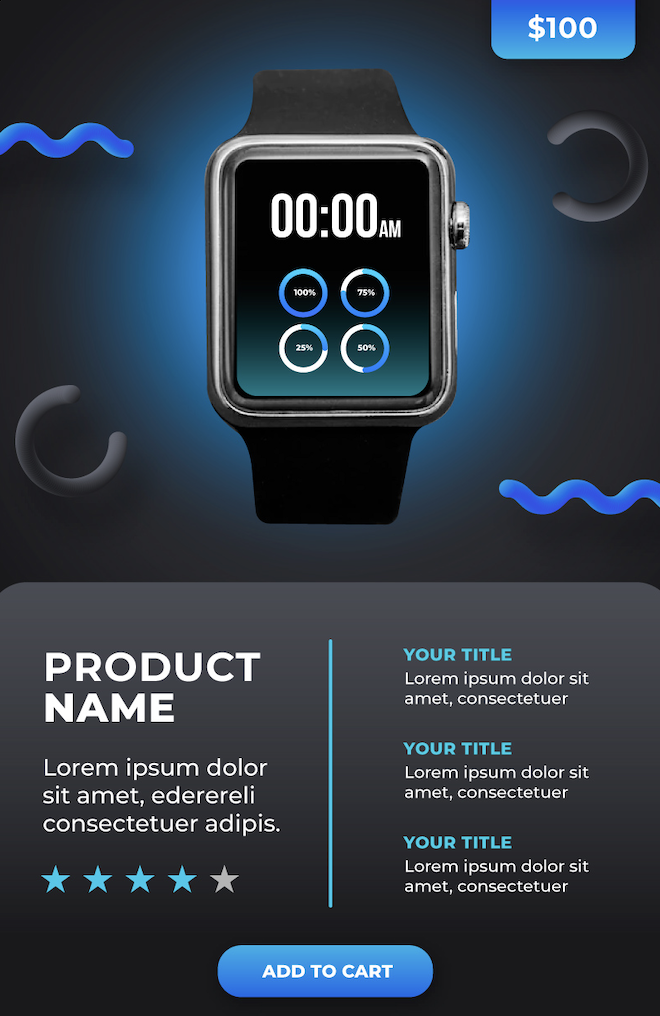 $100
00:00AM
100%
75%
25%
50%
PRODUCT
NAME
Lorem ipsum dolor
sit amet, ederereli
consectetuer adipis.
YOUR TITLE
Lorem ipsum dolor sit
amet, consectetuer
YOUR TITLE
Lorem ipsum dolor sit
amet, consectetuer
YOUR TITLE
Lorem ipsum dolor sit
amet, consectetuer
ADD TO CART